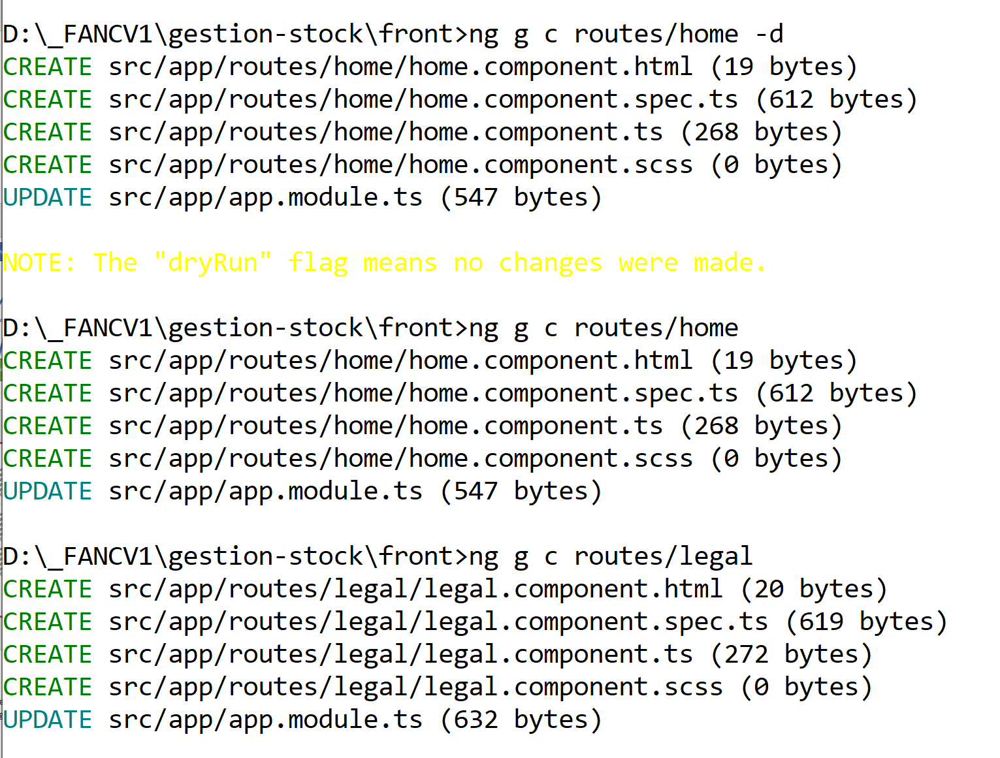 D:\_FANCV1\gestion-stock\front>ng g c routes/home -d
CREATE src/app/routes/home/home.component.html (19 bytes)
CREATE src/app/routes/home/home.component.spec.ts (612 bytes)
CREATE src/app/routes/home/home.component.ts (268 bytes)
CREATE src/app/routes/home/home.component.scss (0 bytes)
UPDATE src/app/app.module.ts (547 bytes)
NOTE: The "dryRun" flag means no changes were made.
D:\_FANCV1\gestion-stock\front>ng g c routes/home
CREATE src/app/routes/home/home.component.html (19 bytes)
CREATE src/app/routes/home/home.component.spec.ts (612 bytes)
CREATE src/app/routes/home/home.component.ts (268 bytes)
CREATE src/app/routes/home/home.component.scss (0 bytes)
UPDATE src/app/app.module.ts (547 bytes)
D:\_FANCV1\gestion-stock\front>ng g c routes/legal
CREATE src/app/routes/legal/legal.component.html (20 bytes)
CREATE src/app/routes/legal/legal.component.spec.ts (619 bytes)
CREATE src/app/routes/legal/legal.component.ts (272 bytes)
CREATE src/app/routes/legal/legal.component.scss (0 bytes)
UPDATE src/app/app.module.ts (632 bytes)